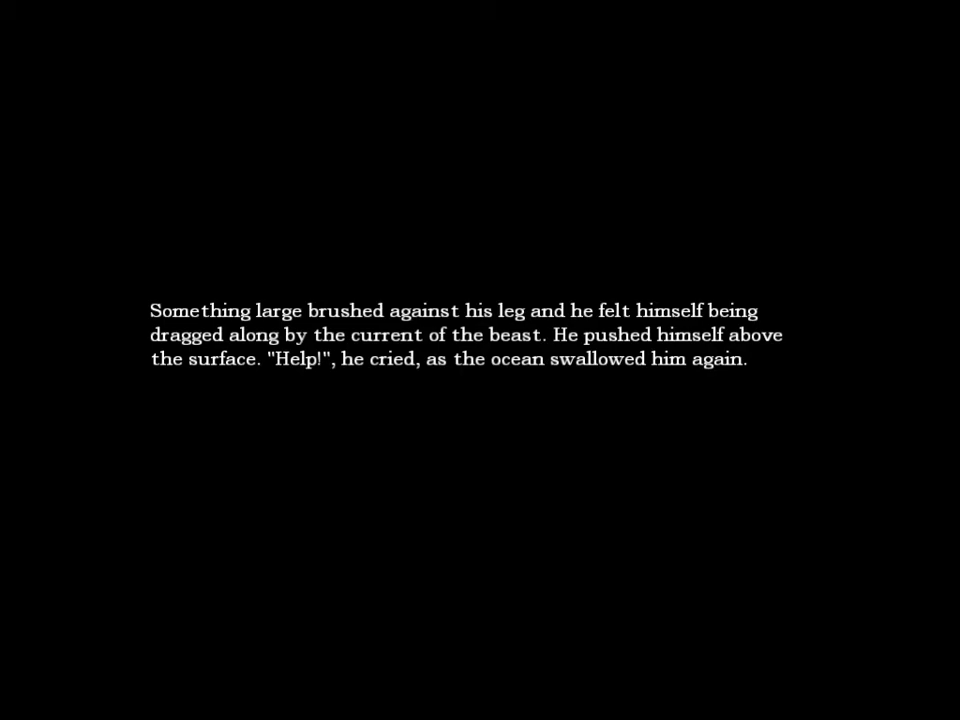 Something large brushed against his leg and he felt himself being
dragged along by the current of the beast. He pushed himself above
the surface. "Help!", he cried, as the ocean swallowed him again.